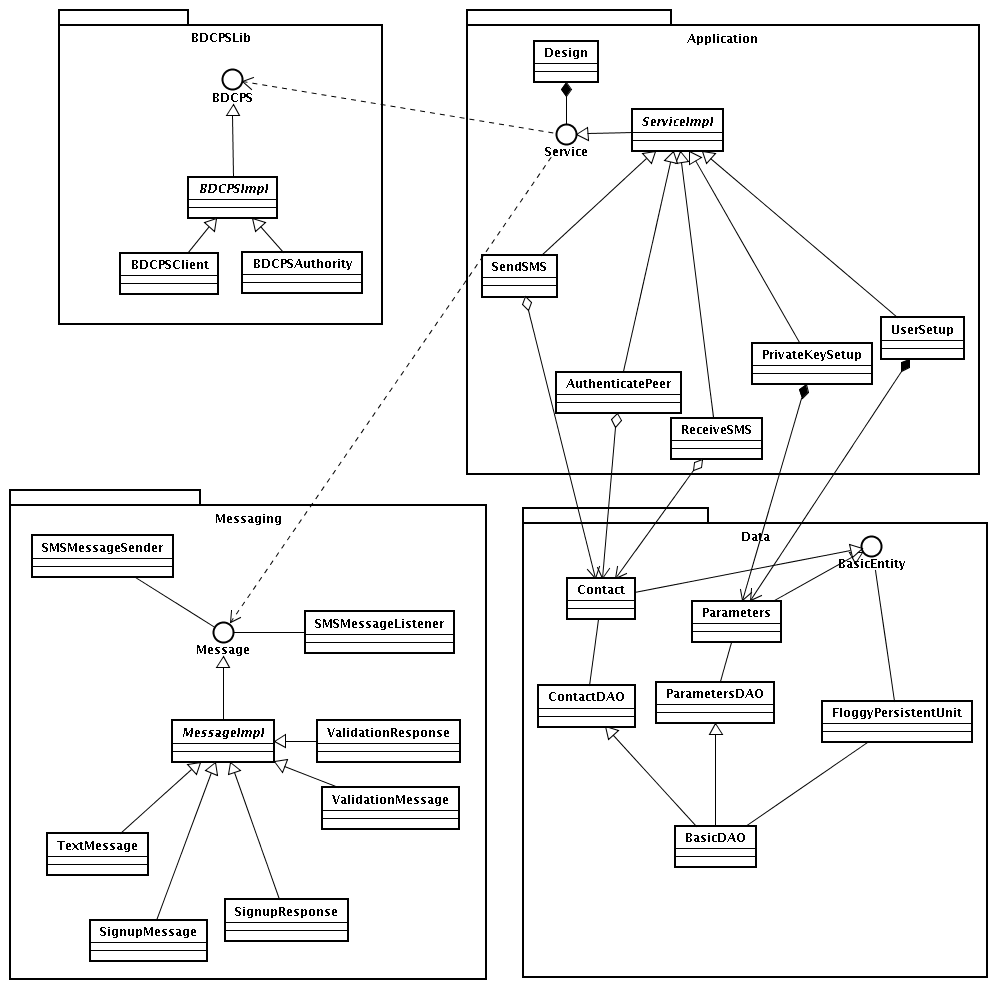 BDCPSLib
BDCPS
BDCPSImpl
BDCPSClient
BDCPSAuthority
Application
Design
Service
ServiceImpl
SendSMS
UserSetup
PrivateKeySetup
AuthenticatePeer
ReceiveSMS
Messaging
SMSMessageSender
SMSMessageListener
Message
MessageImpl
ValidationResponse
ValidationMessage
TextMessage
SignupResponse
SignupMessage
Data
BasicEntity
Contact
Parameters
ContactDAO
ParametersDAO
FloggyPersistentUnit
BasicDAO